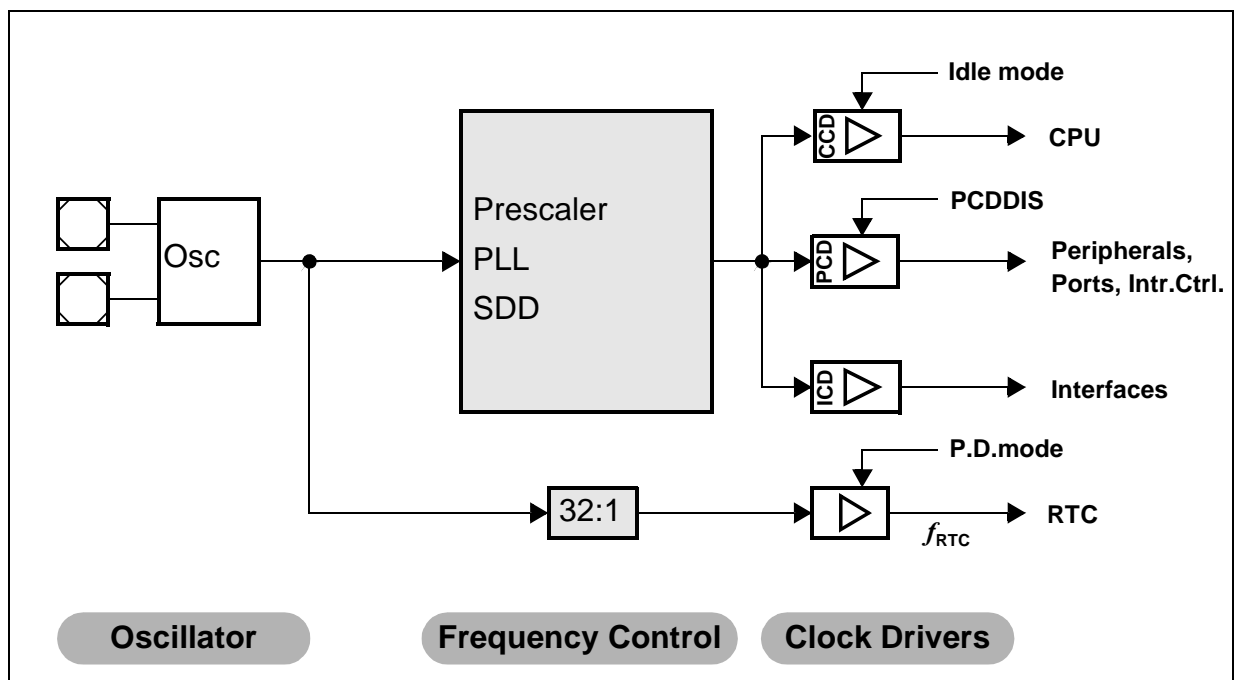 Idle mode
CCD
CPU
PCDDIS
Osc
Prescaler
PLL
SDD
PCD
Peripherals,
Ports, Intr.Ctrl.
ICD
Interfaces
P.D.mode
32:1
RTC
fRTC
Oscillator
Frequency Control
Clock Drivers